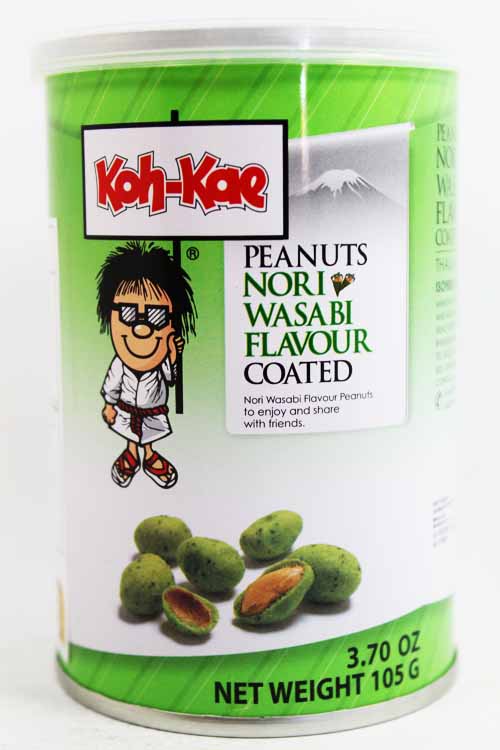 Koh-Kae
®
PEANUTS
NORI
WASABI
FLAVOUR
COATED
Nori Wasabi Flavour Peanuts
to enjoy and share
with friends.
3.70 OZ
NET WEIGHT 105 G